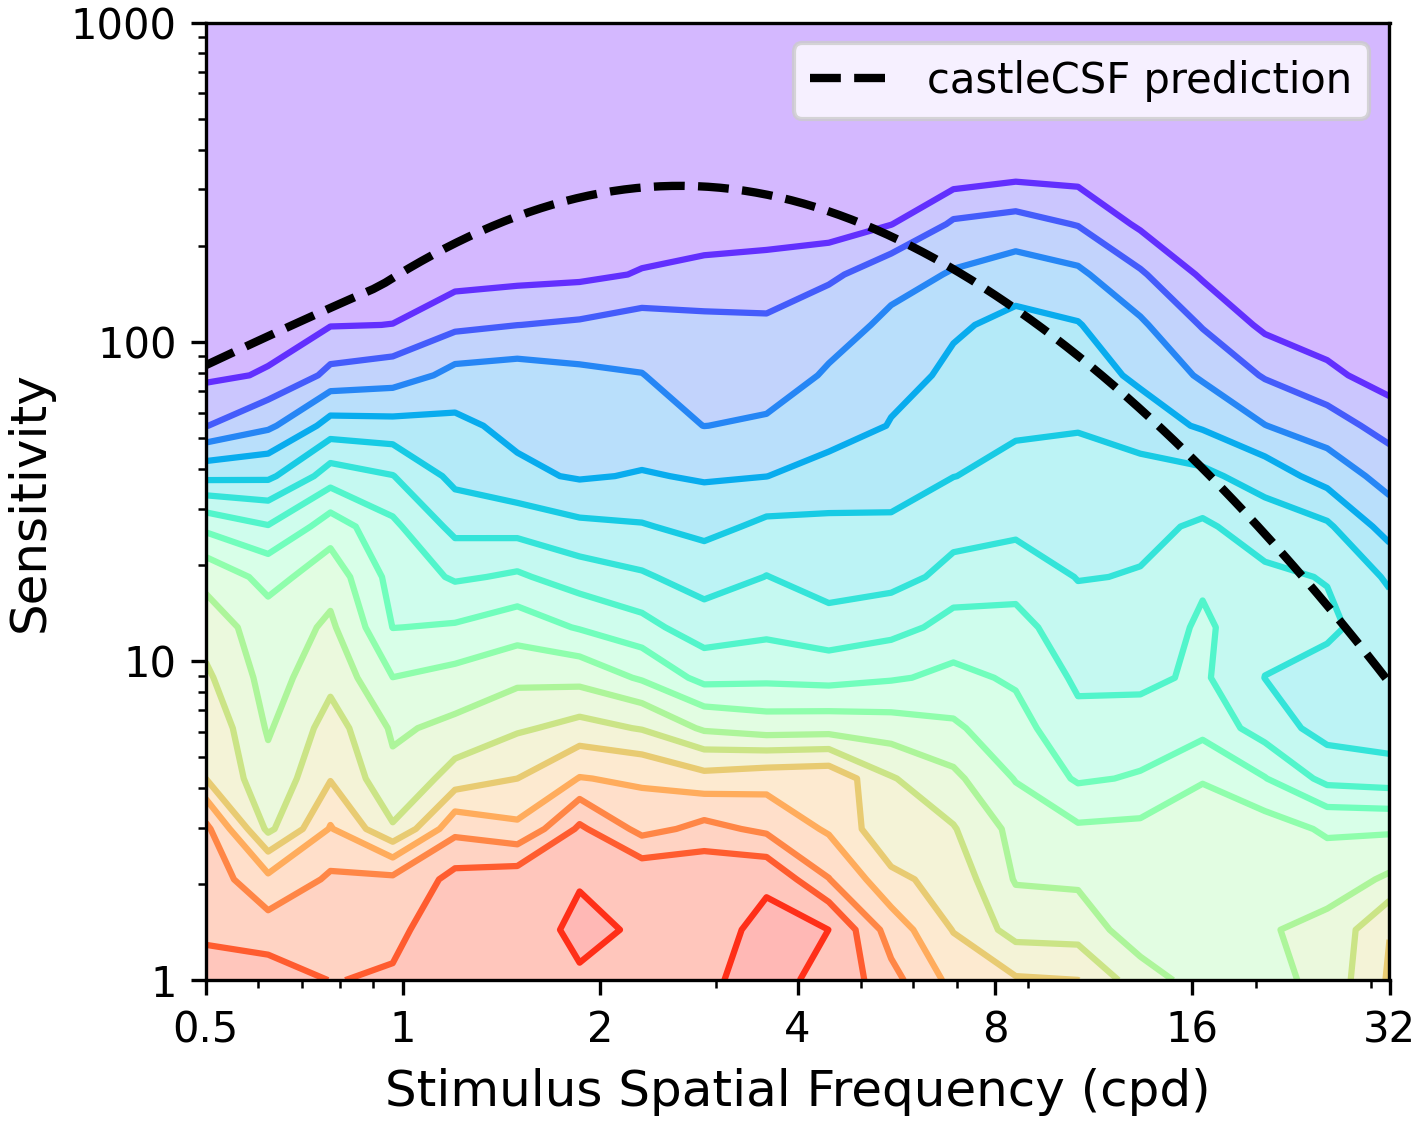 1000
100
10
1
Sensitivity
castleCSF prediction
0.5 1 2 4 8 16 32
Stimulus Spatial Frequency (cpd)